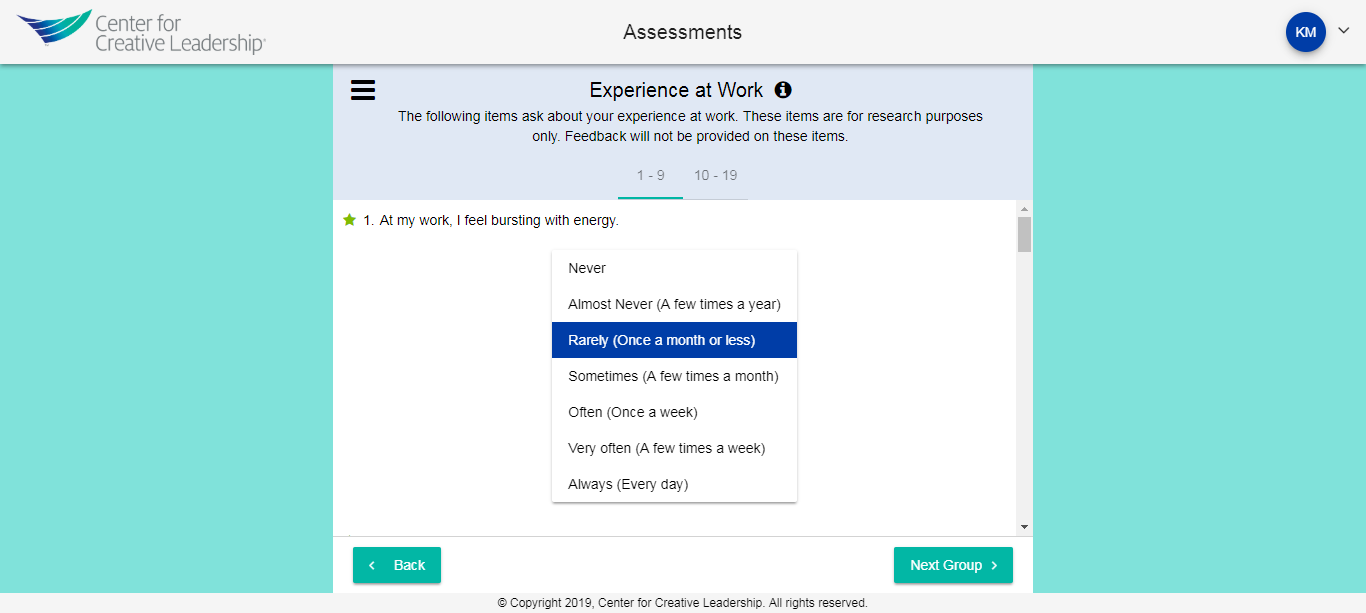 Center for
Creative Leadership®
Assessments
KM
Experience at Work
The following items ask about your experience at work. These items are for research purposes
only. Feedback will not be provided on these items.
1 - 9 10 - 19
1. At my work, I feel bursting with energy.
Never
Almost Never (A few times a year)
Rarely (Once a month or less)
Sometimes (A few times a month)
Often (Once a week)
Very often (A few times a week)
Always (Every day)
Back Next Group
© Copyright 2019, Center for Creative Leadership. All rights reserved.